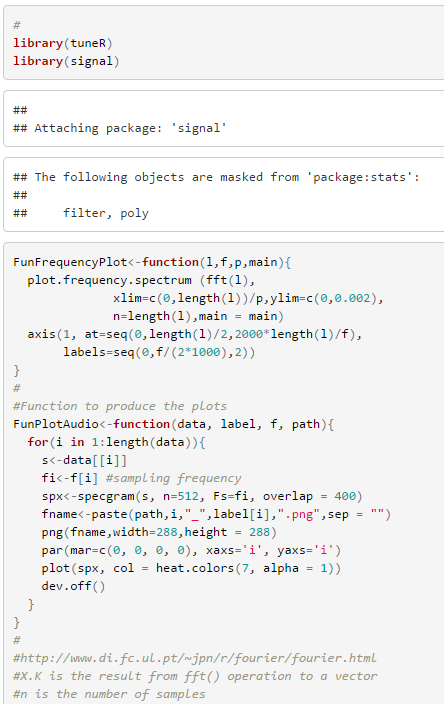 #
library(tuneR)
library(signal)
##
## Attaching package: 'signal'
## The following objects are masked from 'package:stats':
##
##     filter, poly
FunFrequencyPlot<-function(l,f,p,main){
  plot.frequency.spectrum (fft(l),
              xlim=c(0,length(l))/p,ylim=c(0,0.002),
              n=length(l),main = main)
  axis(1, at=seq(0,length(l)/2,2000*length(l)/f),
       labels=seq(0,f/(2*1000),2))
}
#
#Function to produce the plots
FunPlotAudio<-function(data, label, f, path){
  for(i in 1:length(data)){
    s<-data[[i]]
    fi<-f[i] #sampling frequency
    spx<-specgram(s, n=512, Fs=fi, overlap = 400)
    fname<-paste(path,i,"_",label[i],".png",sep = "")
    png(fname,width=288,height = 288)
    par(mar=c(0, 0, 0, 0), xaxs='i', yaxs='i')
    plot(spx, col = heat.colors(7, alpha = 1))
    dev.off()
  }
}
#
#http://www.di.fc.ul.pt/~jpn/r/fourier/fourier.html
#X.K is the result from fft() operation to a vector
#n is the number of samples